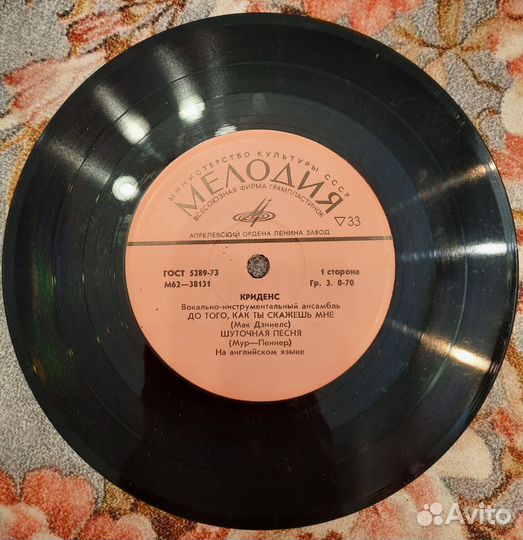 МИНИСТЕРСТВО КУЛЬТУРЫ СССР
МЕЛОДИЯ
ВСЕСОЮЗНАЯ ФИРМА ГРАМПЛАСТИНОК
▽33
АПРЕЛЕВСКИЙ ОРДЕНА ЛЕНИНА ЗАВОД
ГОСТ 5289-73
1 сторона
М62—38131
Гр. 3. 0-70
КРИДЕНС
Вокально-инструментальный ансамбль
ДО ТОГО, КАК ТЫ СКАЖЕШЬ МНЕ
(Мак Дэниелс)
ШУТОЧНАЯ ПЕСНЯ
(Мур—Пеннер)
На английском языке
Avito